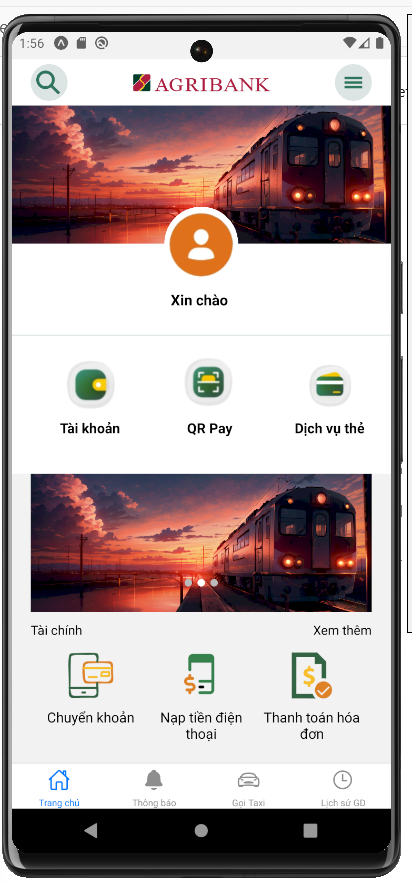 1:56
AGRIBANK
Xin chào
Tài khoản
QR Pay
Dịch vụ thẻ
Tài chính
Xem thêm
Chuyển khoản
Nạp tiền điện
thoại
Thanh toán hóa
đơn
Trang chủ
Thông báo
Gọi Taxi
Lịch sử GD